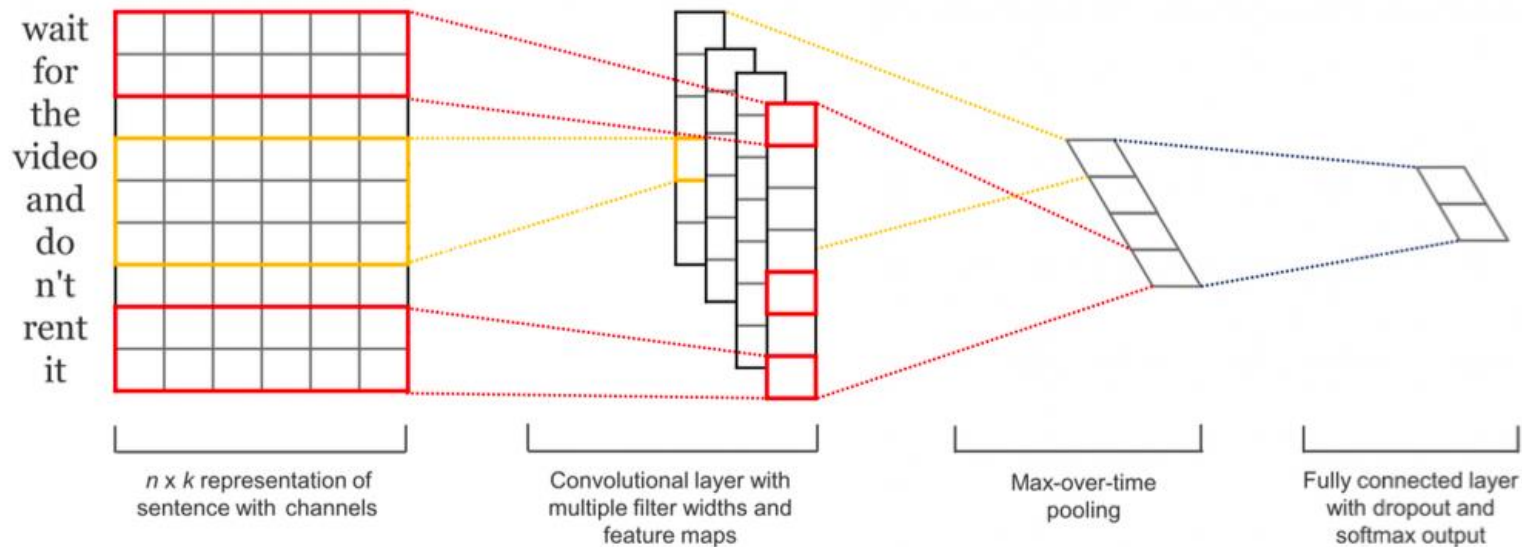 wait
for
the
video
and
do
n't
rent
it
n x k representation of
sentence with channels
Convolutional layer with
multiple filter widths and
feature maps
Max-over-time
pooling
Fully connected layer
with dropout and
softmax output